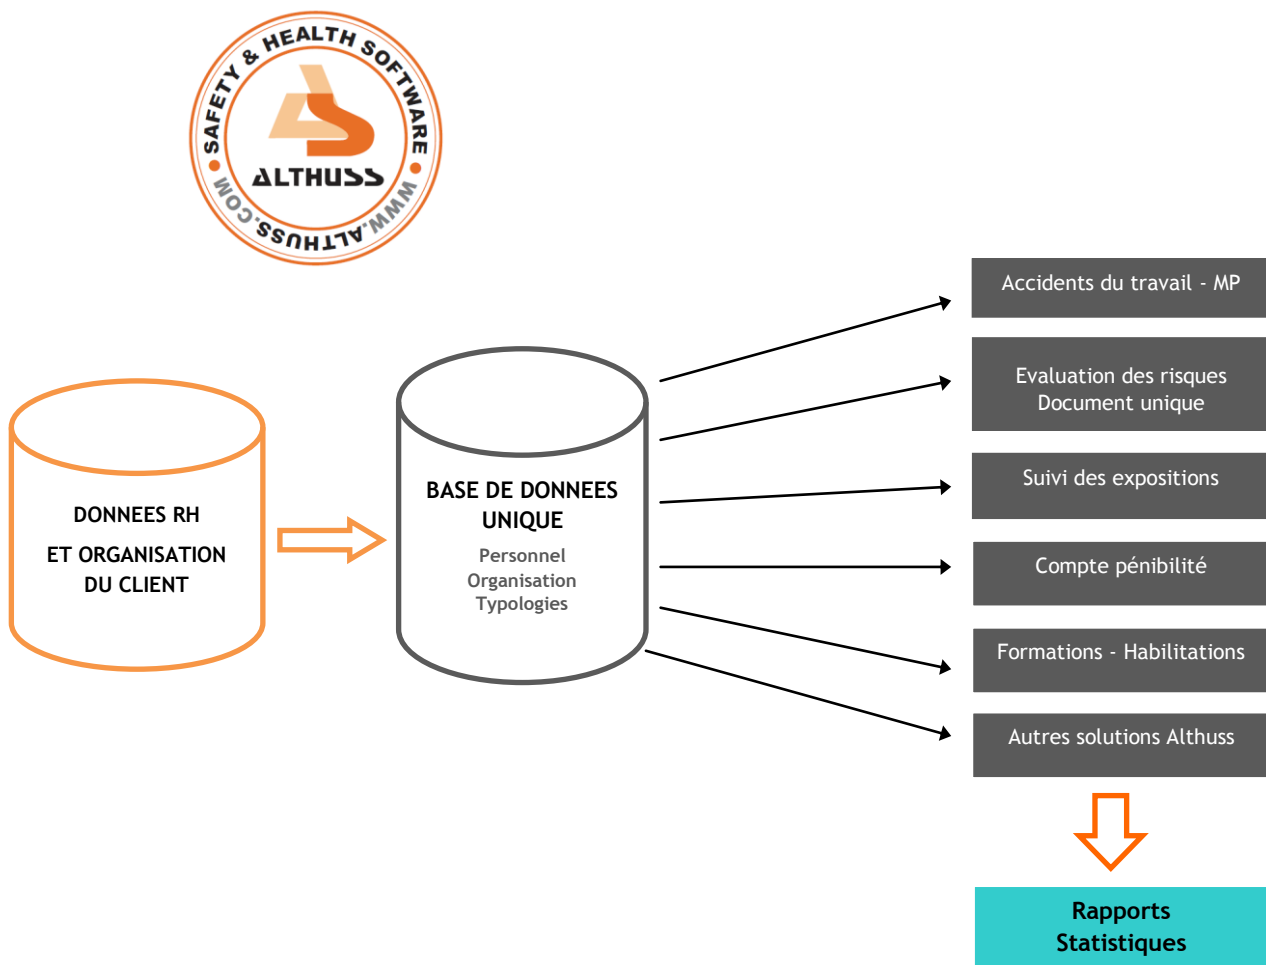 SAFETY & HEALTH SOFTWARE
ALTHUSS
WWW.ALTHUSS.COM
DONNEES RH
ET ORGANISATION
DU CLIENT
BASE DE DONNEES
UNIQUE
Personnel
Organisation
Typologies
Accidents du travail - MP
Evaluation des risques
Document unique
Suivi des expositions
Compte pénibilité
Formations - Habilitations
Autres solutions Althuss
Rapports
Statistiques